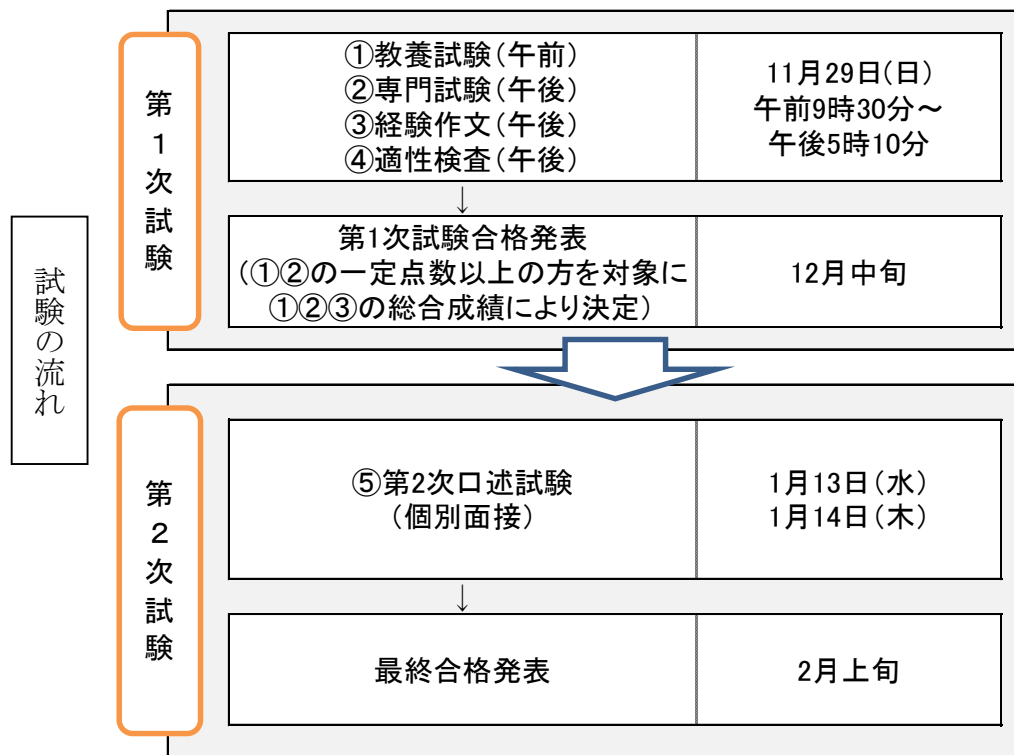 試験の流れ
第1次試験
①教養試験(午前)
②専門試験(午後)
③経験作文(午後)
④適性検査(午後)
11月29日(日)
午前9時30分～
午後5時10分
↓
第1次試験合格発表
(①②の一定点数以上の方を対象に
①②③の総合成績により決定)
12月中旬
第2次試験
⑤第2次口述試験
(個別面接)
1月13日(水)
1月14日(木)
↓
最終合格発表
2月上旬